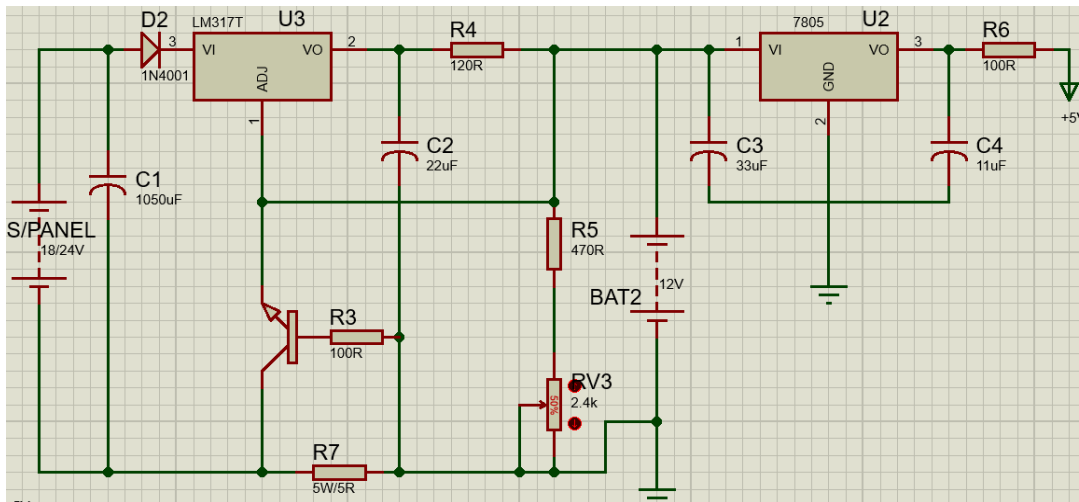 D2
1N4001
LM317T
U3
3
VI
VO
2
ADJ
1
R4
120R
7805
U2
1
VI
VO
3
GND
2
R6
100R
+5V
C1
1050uF
C2
22uF
C3
33uF
C4
11uF
S/PANEL
18/24V
R5
470R
12V
BAT2
R3
100R
RV3
2.4k
50%
R7
5W/5R